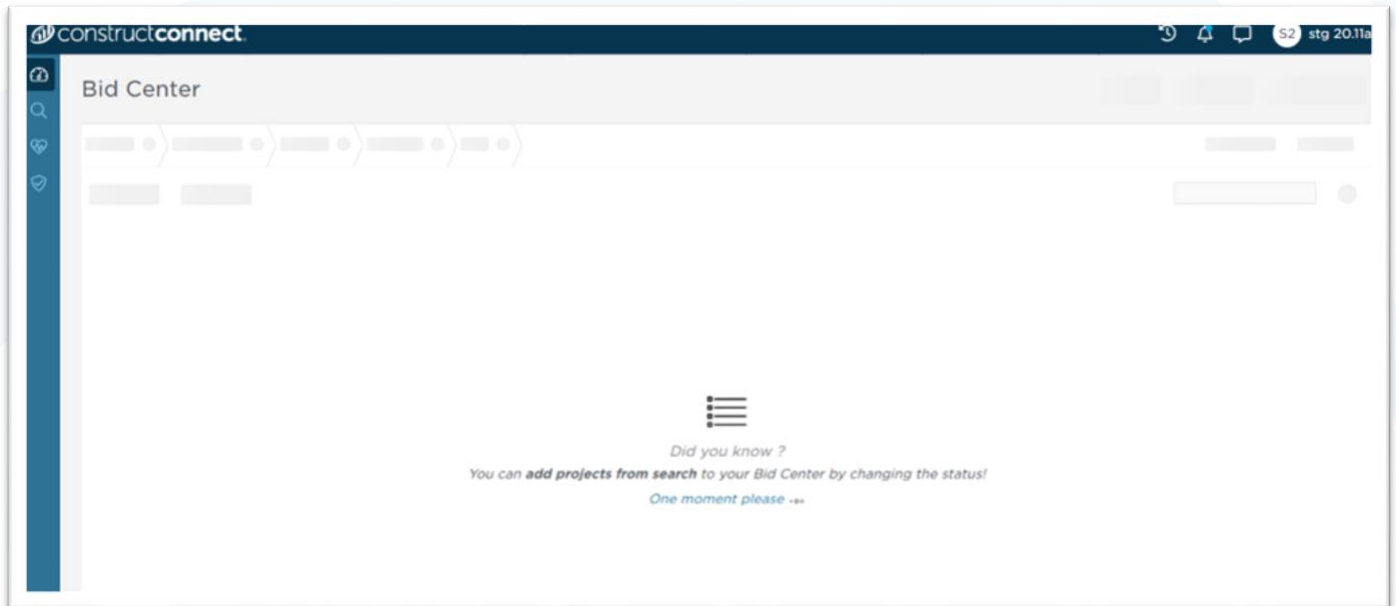 constructconnect.
S2 stg 20.11a
Bid Center
Did you know ?
You can add projects from search to your Bid Center by changing the status!
One moment please